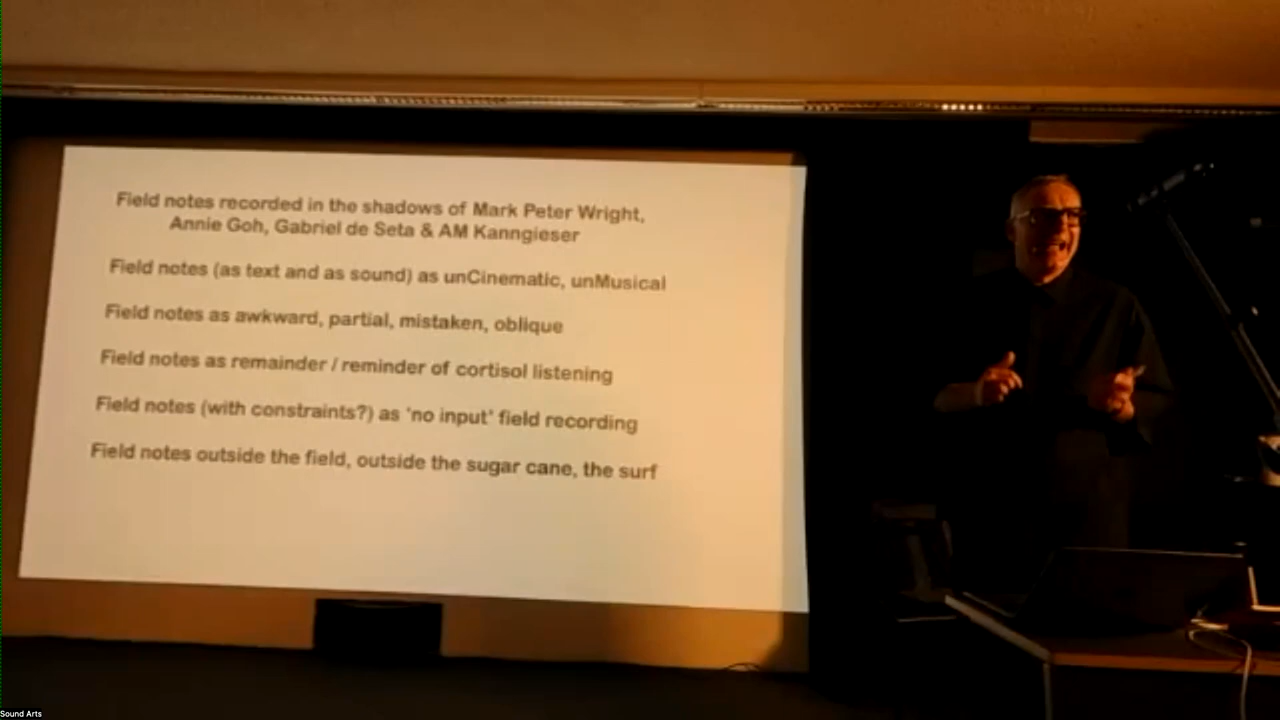 Field notes recorded in the shadows of Mark Peter Wright,
Annie Goh, Gabriel de Seta & AM Kanngieser
Field notes (as text and as sound) as unCinematic, unMusical
Field notes as awkward, partial, mistaken, oblique
Field notes as remainder / reminder of cortisol listening
Field notes (with constraints?) as 'no input' field recording
Field notes outside the field, outside the sugar cane, the surf
Sound Arts